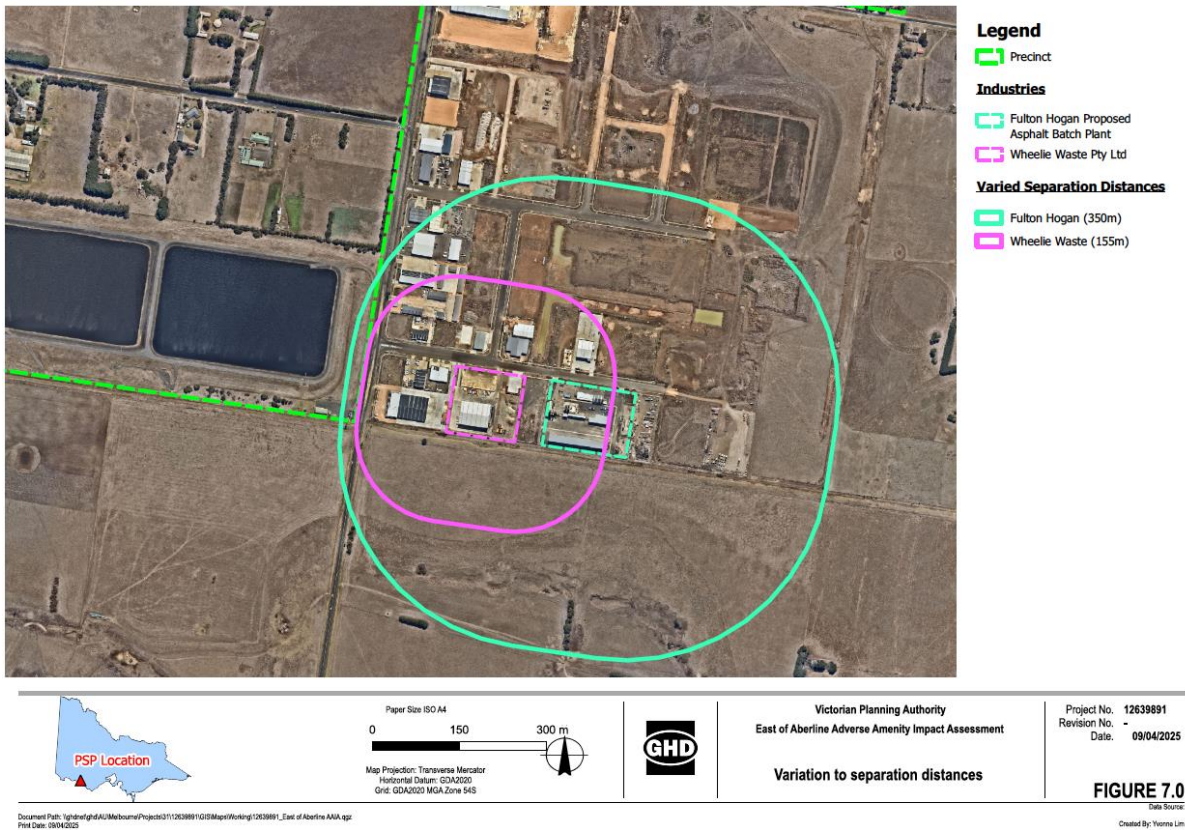 Legend
Precinct
Industries
Fulton Hogan Proposed
Asphalt Batch Plant
Wheelie Waste Pty Ltd
Varied Separation Distances
Fulton Hogan (350m)
Wheelie Waste (155m)
PSP Location
Paper Size ISO A4
0 150 300 m
Map Projection: Transverse Mercator
Horizontal Datum: GDA2020
Grid: GDA2020 MGA Zone 54S
GHD
Victorian Planning Authority
East of Aberline Adverse Amenity Impact Assessment
Variation to separation distances
Project No. 12639891
Revision No. -
Date. 09/04/2025
FIGURE 7.0
Data Source:
Created By: Yvonne Lim
Print Date: 09/04/2025